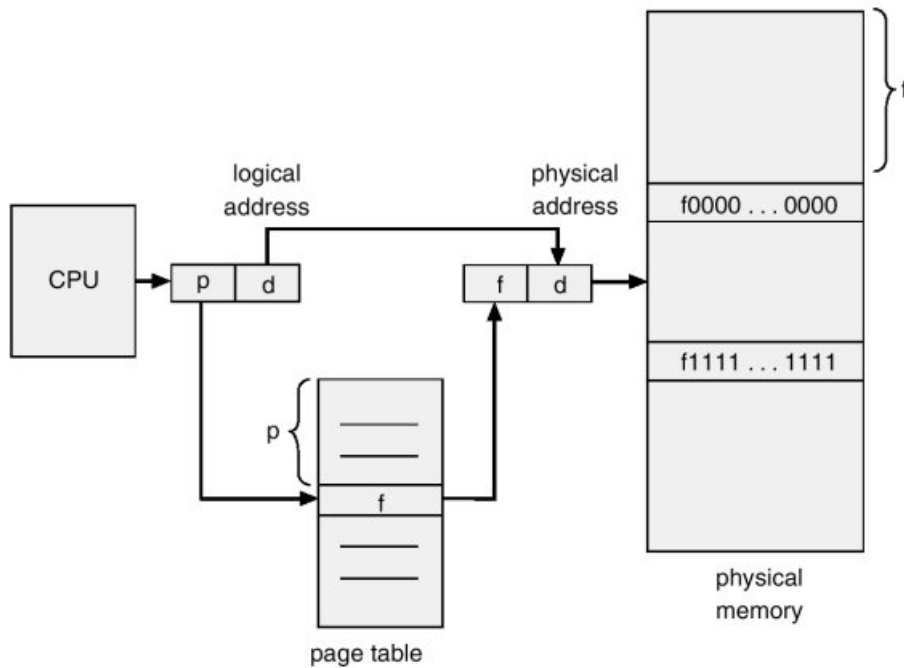 logical
address
physical
address
f
f0000 . . . 0000
CPU
p
d
f
d
f1111 . . . 1111
p
f
physical
memory
page table